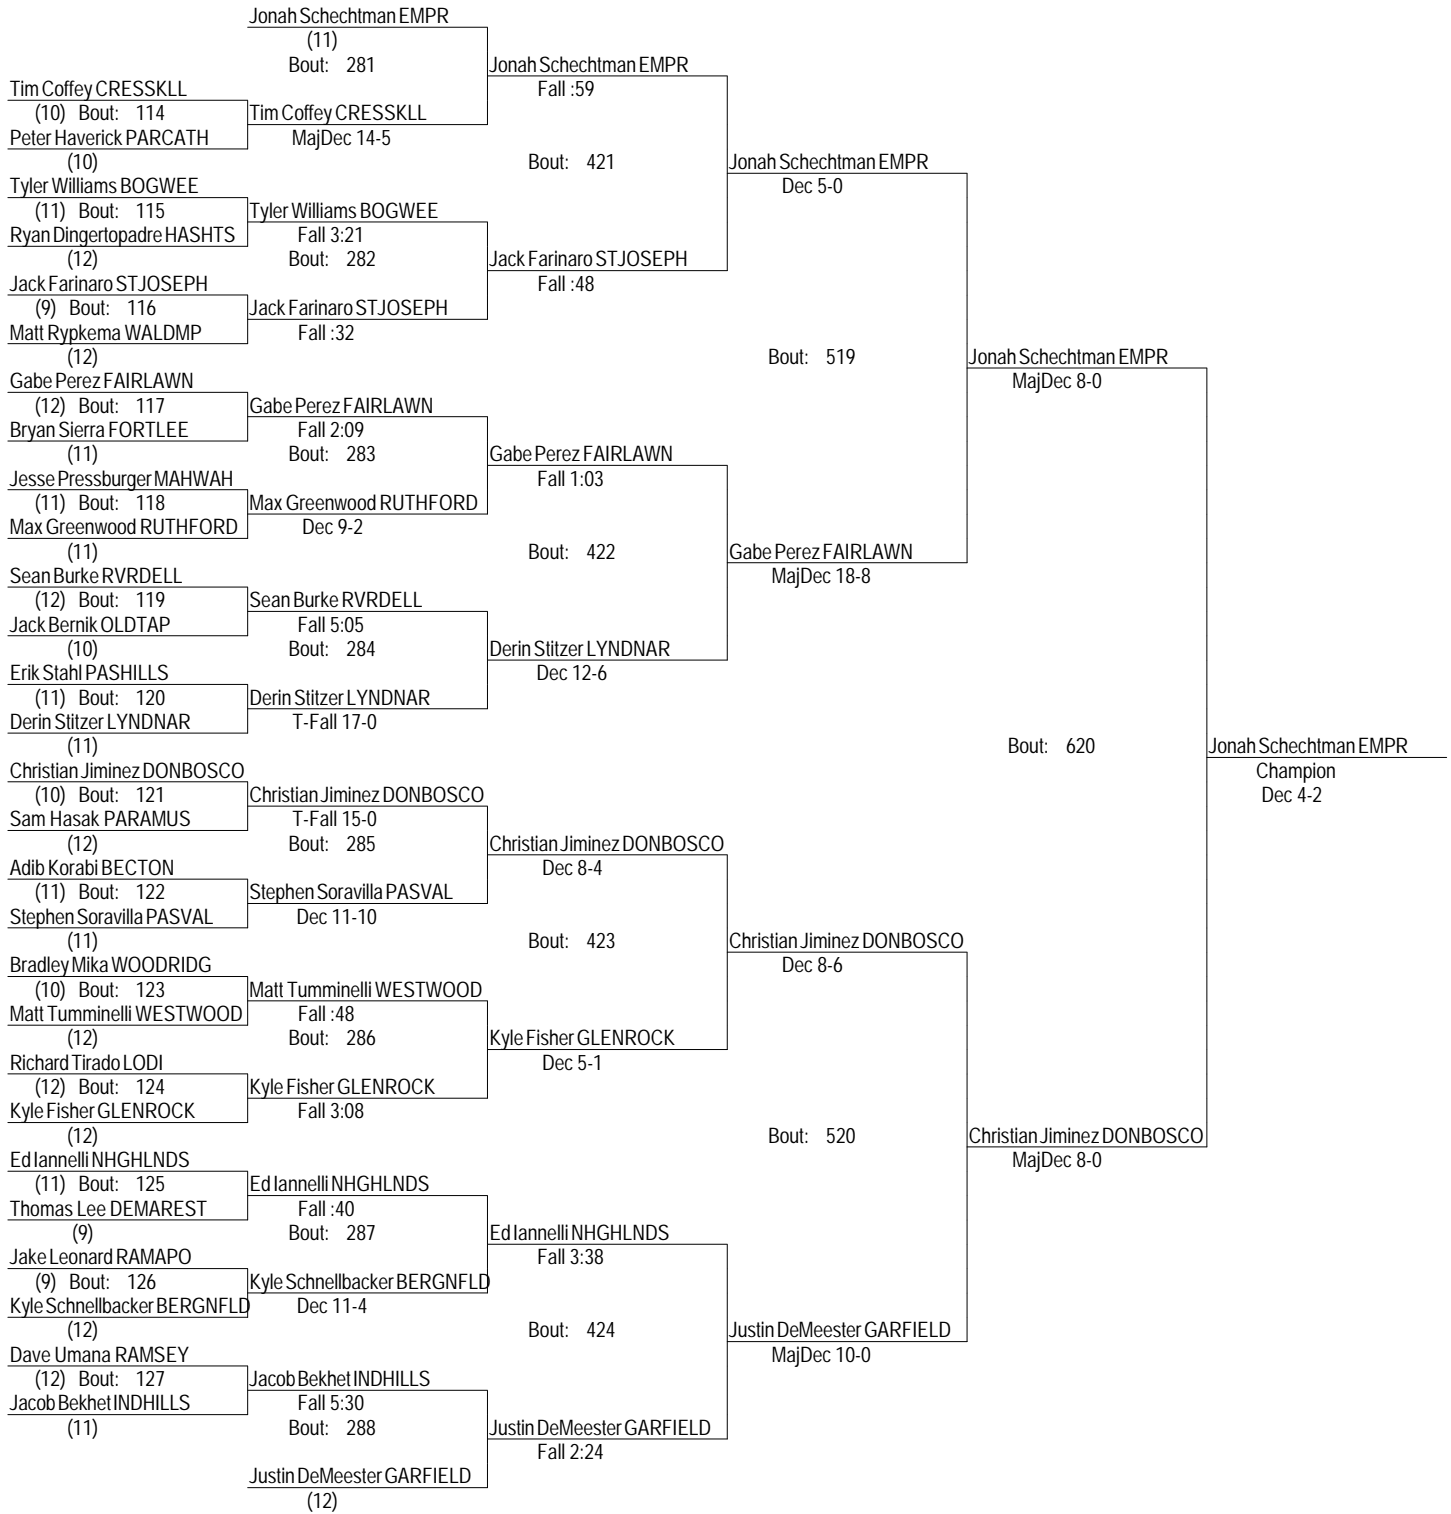 Jonah Schechtman EMPR
(11)
Bout: 281
Jonah Schechtman EMPR
Tim Coffey CRESSKLL
Fall :59
(10) Bout: 114
Tim Coffey CRESSKLL
Peter Haverick PARCATH
MajDec 14-5
(10)
Bout: 421
Jonah Schechtman EMPR
Tyler Williams BOGWEE
Dec 5-0
(11) Bout: 115
Tyler Williams BOGWEE
Ryan Dingertopadre HASHTS
Fall 3:21
(12)
Bout: 282
Jack Farinaro STJOSEPH
Jack Farinaro STJOSEPH
Fall :48
(9) Bout: 116
Jack Farinaro STJOSEPH
Matt Rypkema WALDMP
Fall :32
(12)
Bout: 519
Jonah Schechtman EMPR
Gabe Perez FAIRLAWN
MajDec 8-0
(12) Bout: 117
Gabe Perez FAIRLAWN
Bryan Sierra FORTLEE
Fall 2:09
(11)
Bout: 283
Gabe Perez FAIRLAWN
Jesse Pressburger MAHWAH
Fall 1:03
(11) Bout: 118
Max Greenwood RUTHFORD
Max Greenwood RUTHFORD
Dec 9-2
(11)
Bout: 422
Gabe Perez FAIRLAWN
Sean Burke RVRDELL
MajDec 18-8
(12) Bout: 119
Sean Burke RVRDELL
Jack Bernik OLDTAP
Fall 5:05
(10)
Bout: 284
Derin Stitzer LYNDNAR
Erik Stahl PASHILLS
Dec 12-6
(11) Bout: 120
Derin Stitzer LYNDNAR
Derin Stitzer LYNDNAR
T-Fall 17-0
(11)
Bout: 620
Jonah Schechtman EMPR
Christian Jiminez DONBOSCO
Champion
(10) Bout: 121
Christian Jiminez DONBOSCO
Dec 4-2
Sam Hasak PARAMUS
T-Fall 15-0
(12)
Bout: 285
Christian Jiminez DONBOSCO
Adib Korabi BECTON
Dec 8-4
(11) Bout: 122
Stephen Soravilla PASVAL
Stephen Soravilla PASVAL
Dec 11-10
(11)
Bout: 423
Christian Jiminez DONBOSCO
Bradley Mika WOODRIDG
Dec 8-6
(10) Bout: 123
Matt Tumminelli WESTWOOD
Matt Tumminelli WESTWOOD
Fall :48
(12)
Bout: 286
Kyle Fisher GLENROCK
Richard Tirado LODI
Dec 5-1
(12) Bout: 124
Kyle Fisher GLENROCK
Kyle Fisher GLENROCK
Fall 3:08
(12)
Bout: 520
Christian Jiminez DONBOSCO
Ed Iannelli NHGHLNDS
MajDec 8-0
(11) Bout: 125
Ed Iannelli NHGHLNDS
Thomas Lee DEMAREST
Fall :40
(9)
Bout: 287
Ed Iannelli NHGHLNDS
Jake Leonard RAMAPO
Fall 3:38
(9) Bout: 126
Kyle Schnellbacker BERGNFLD
Kyle Schnellbacker BERGNFLD
Dec 11-4
(12)
Bout: 424
Justin DeMeester GARFIELD
Dave Umana RAMSEY
MajDec 10-0
(12) Bout: 127
Jacob Bekhet INDHILLS
Jacob Bekhet INDHILLS
Fall 5:30
(11)
Bout: 288
Justin DeMeester GARFIELD
Fall 2:24
Justin DeMeester GARFIELD
(12)